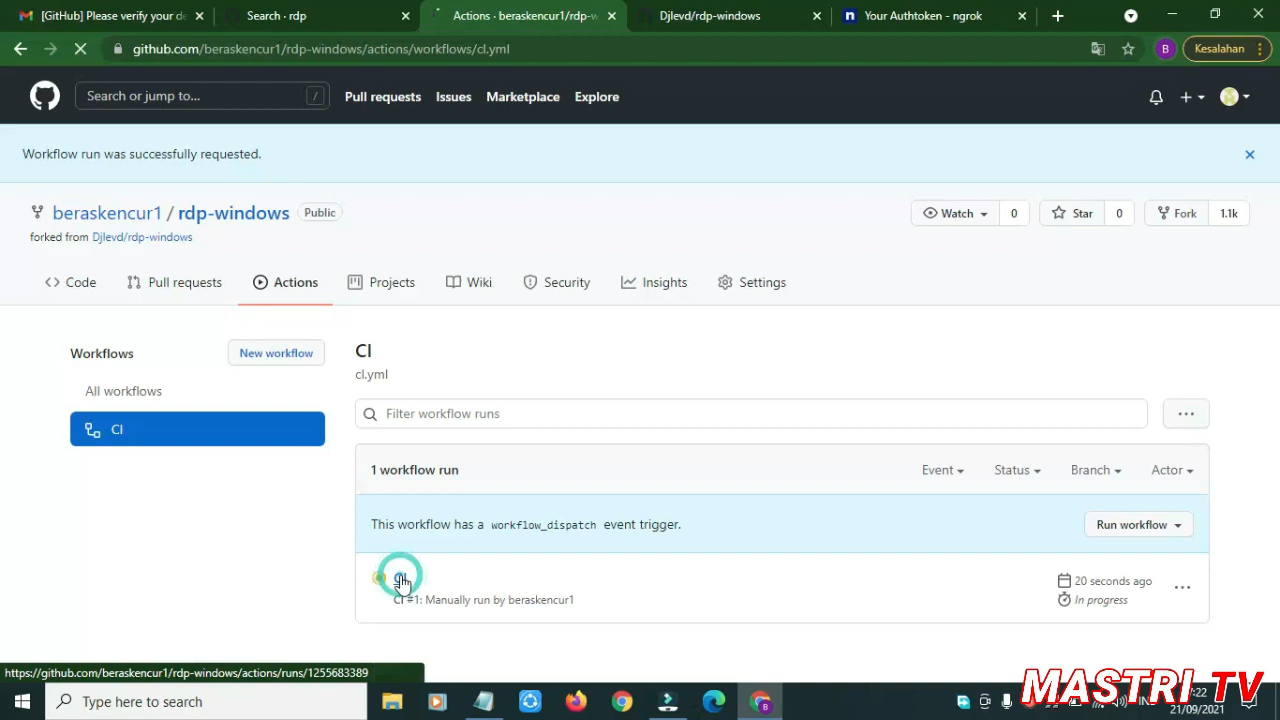 [GitHub] Please verify your de
Search · rdp
Actions · beraskencur1/rdp-w
Djlevd/rdp-windows
Your Authtoken - ngrok
github.com/beraskencur1/rdp-windows/actions/workflows/cl.yml
B
Kesalahan
Search or jump to...
/
Pull requests
Issues
Marketplace
Explore
Workflow run was successfully requested.
beraskencur1 / rdp-windows
Public
Watch
0
Star
0
Fork
1.1k
forked from Djlevd/rdp-windows
Code
Pull requests
Actions
Projects
Wiki
Security
Insights
Settings
Workflows
New workflow
All workflows
CI
CI
cl.yml
Filter workflow runs
1 workflow run
Event
Status
Branch
Actor
This workflow has a workflow_dispatch event trigger.
Run workflow
CI #1: Manually run by beraskencur1
20 seconds ago
In progress
https://github.com/beraskencur1/rdp-windows/actions/runs/1255683389
Type here to search
MASTRI TV
:22
21/09/2021